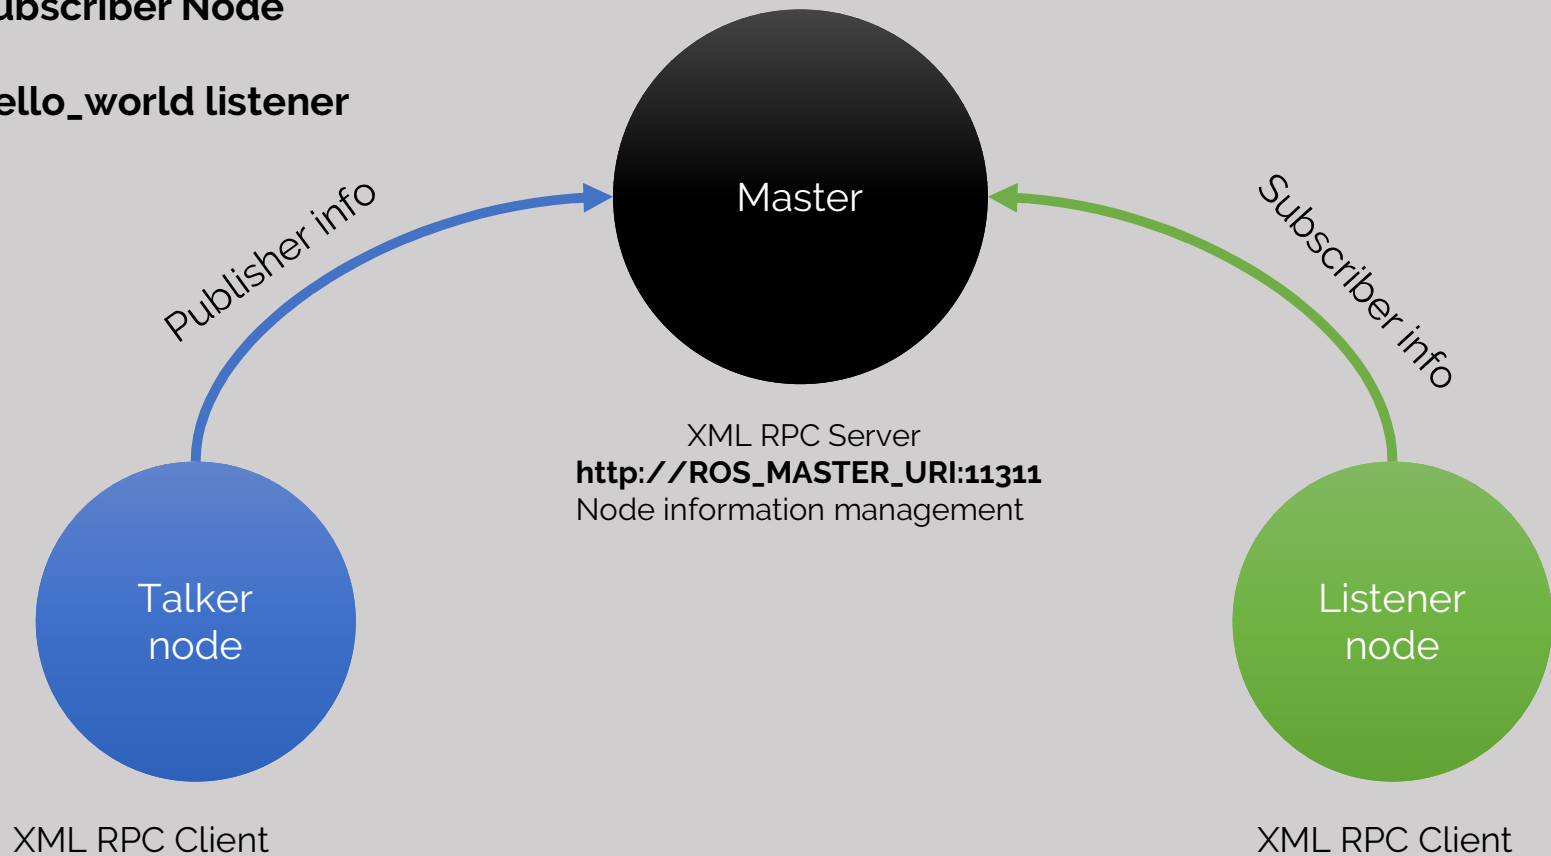 ubscriber Node
ello_world listener
Publisher info
Master
Subscriber info
XML RPC Server
http://ROS_MASTER_URI:11311
Node information management
Talker
node
Listener
node
XML RPC Client
XML RPC Client